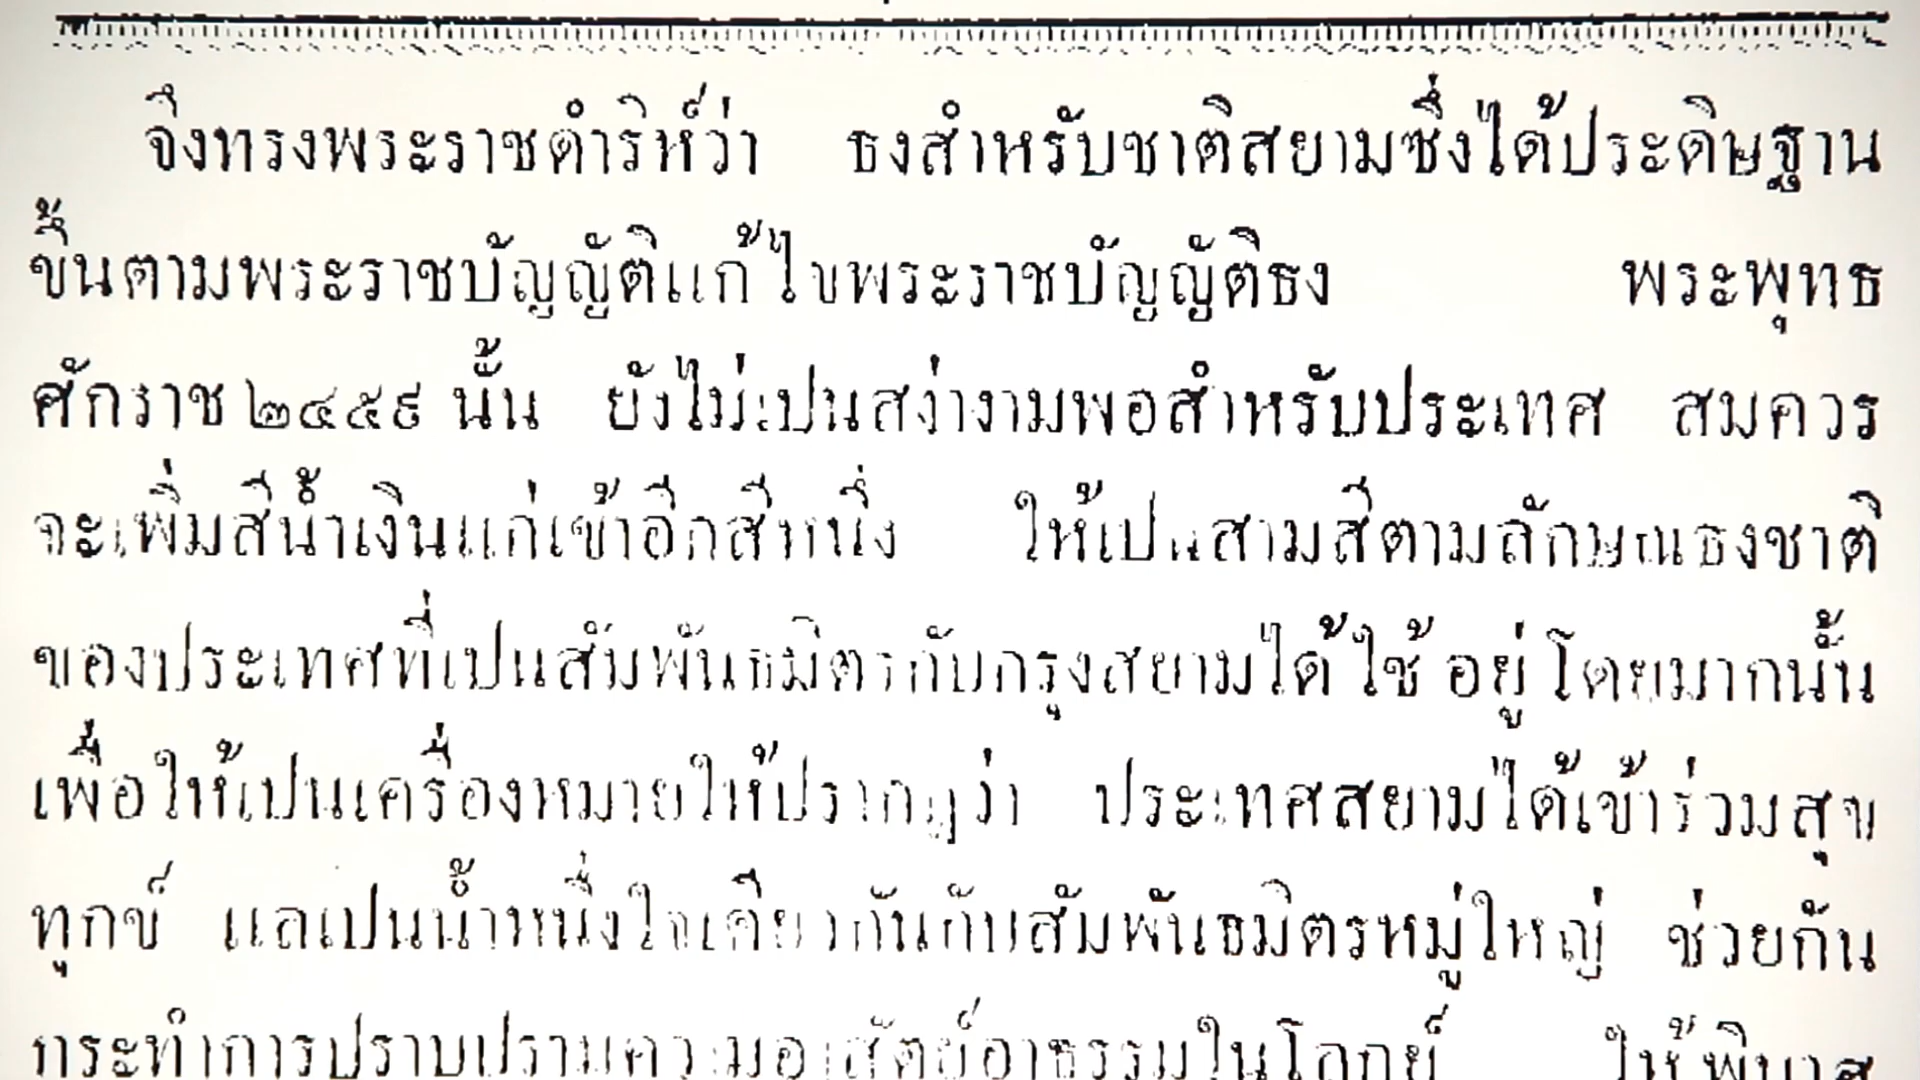 จึ่งทรงพระราชดำริห์ว่า ธงสำหรับชาติสยามซึ่งได้ประดิษฐาน
ขึ้นตามพระราชบัญญัติแก้ไขพระราชบัญญัติธง พระพุทธ
ศักราช ๒๔๕๙ นั้น ยังไม่เปนสง่างามพอสำหรับประเทศ สมควร
จะเพิ่มสีน้ำเงินแก่เข้าอีกสีหนึ่ง ให้เปนสามสีตามลักษณธงชาติ
ของประเทศที่เปนสัมพันธมิตรกับกรุงสยามได้ใช้อยู่โดยมากนั้น
เพื่อให้เปนเครื่องหมายให้ปรากฎว่า ประเทศสยามได้เข้าร่วมสุข
ทุกข์ แลเปนน้ำหนึ่งใจเดียวกันกับสัมพันธมิตรหมู่ใหญ่ ช่วยกัน
กระทำการปราบปรามความอาสัตย์อาธรรมในโลกย์ ให้พินาศ